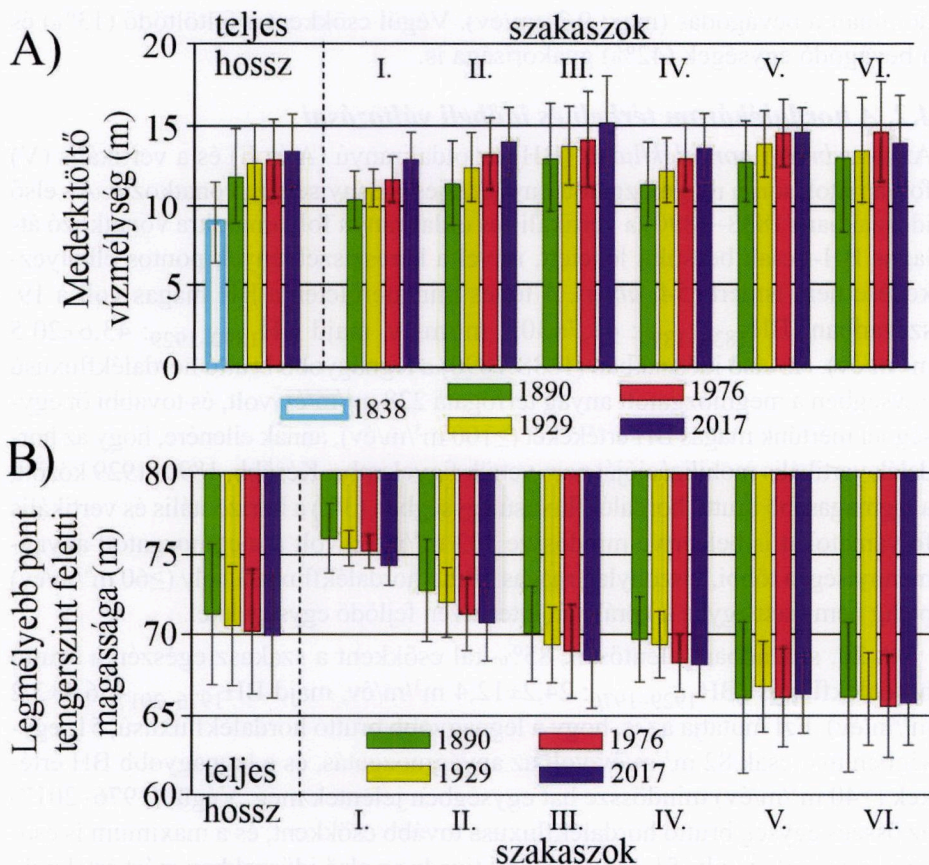 A)
teljes
hossz
szakaszok
I. II. III. IV. V. VI.
Mederkitöltő
vízmélység (m)
20
15
10
5
0
1838
1890
1976
1929
2017
B)
Legmélyebb pont
tengerszint feletti
magassága (m)
80
75
70
65
60
1890
1976
1929
2017
teljes
hossz
I. II. III. IV. V. VI.
szakaszok